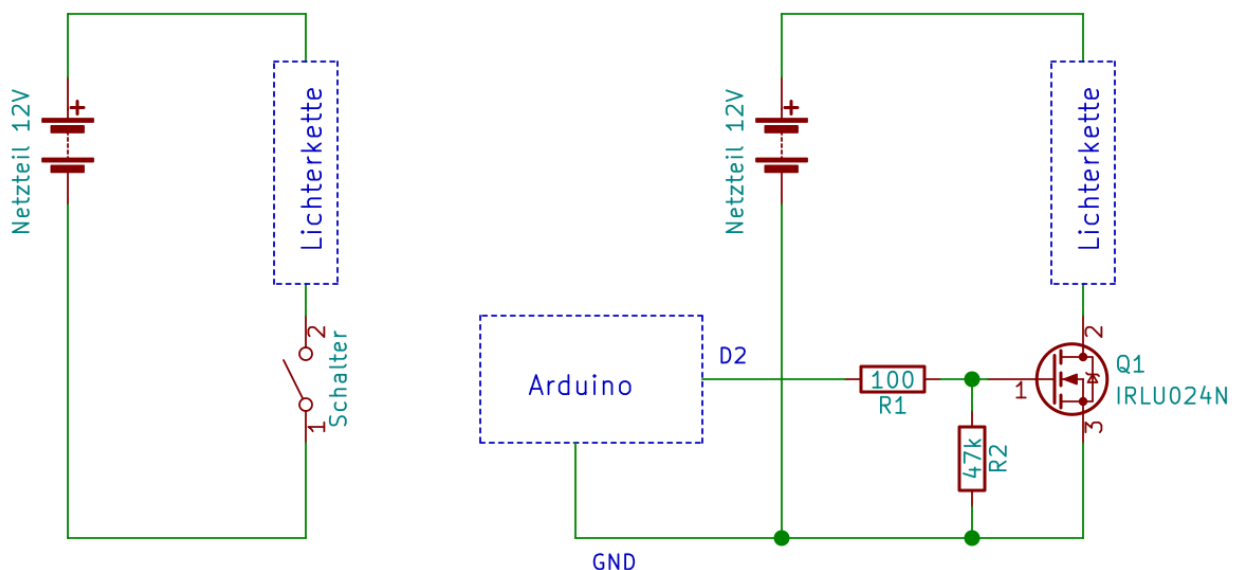 Netzteil 12V
+
Lichterkette
2
Schalter
1
Netzteil 12V
+
Lichterkette
Arduino
D2
100
R1
47k
R2
1
2
3
Q1
IRLU024N
GND